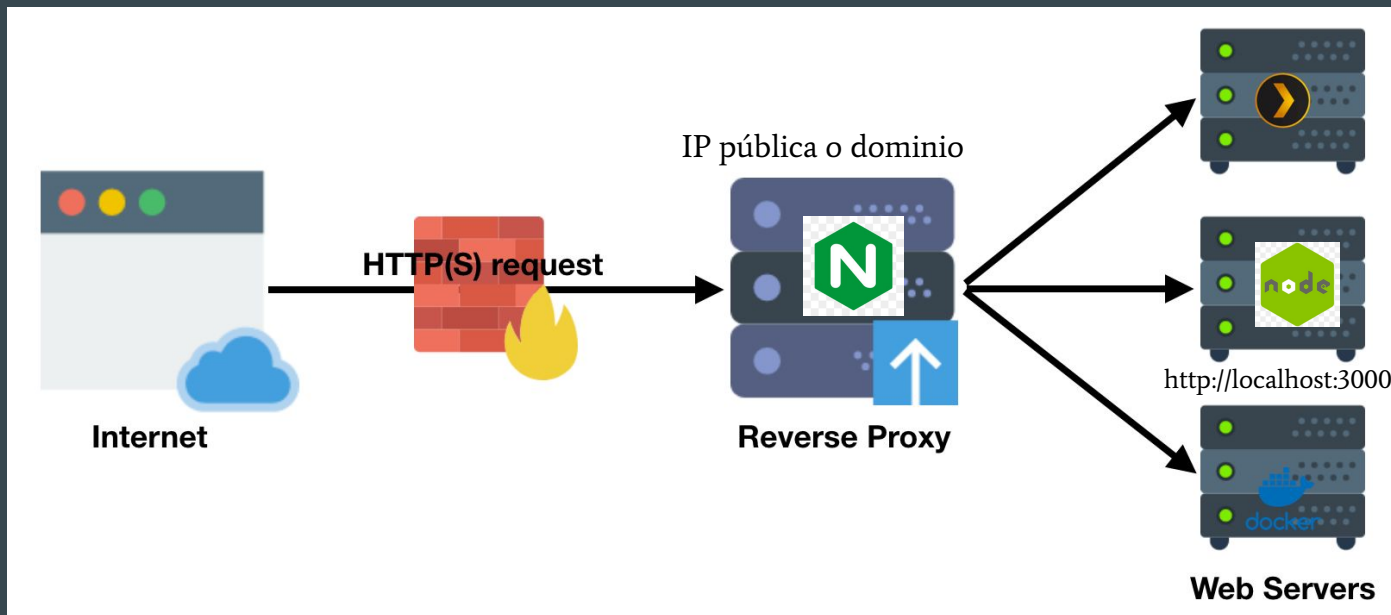 IP pública o dominio
HTTP(S) request
N
node
http://localhost:3000
docker
Internet
Reverse Proxy
Web Servers